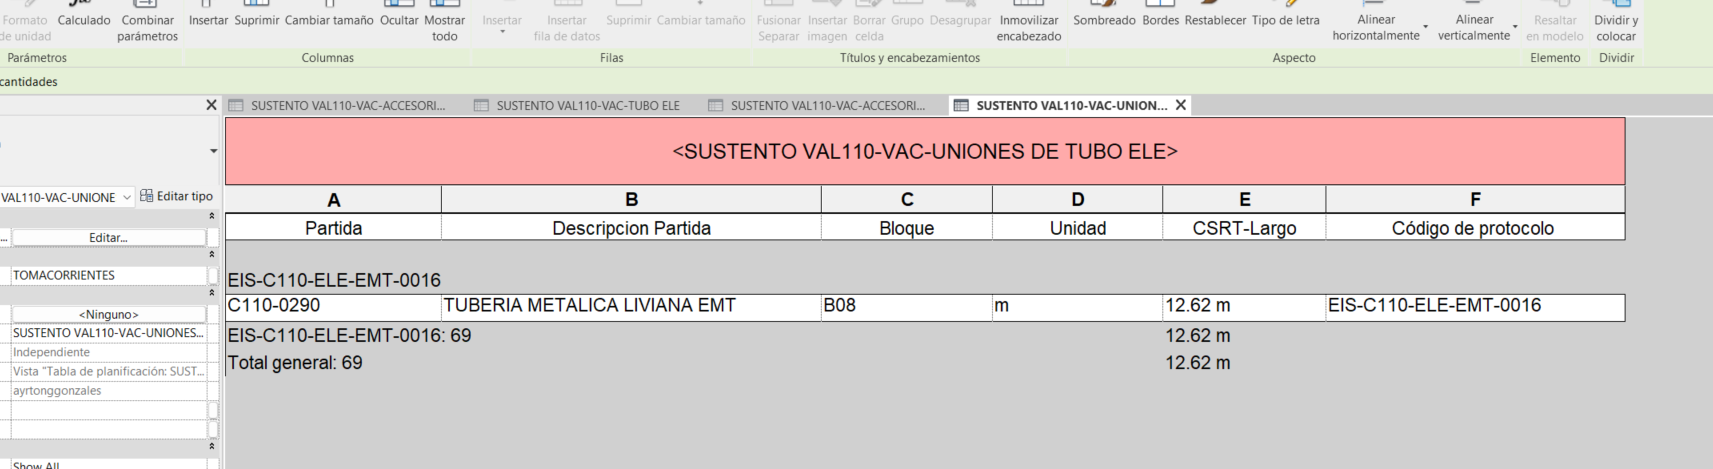 Formato de unidad
Calculado
Combinar parámetros
Insertar
Suprimir
Cambiar tamaño
Ocultar
Mostrar todo
Insertar
Insertar fila de datos
Suprimir
Cambiar tamaño
Fusionar Separar
Insertar imagen
Borrar celda
Grupo
Desagrupar
Inmovilizar encabezado
Sombreado
Bordes
Restablecer
Tipo de letra
Alinear horizontalmente
Alinear verticalmente
Resaltar en modelo
Dividir y colocar
Parámetros
Columnas
Filas
Títulos y encabezamientos
Aspecto
Elemento
Dividir
cantidades
SUSTENTO VAL110-VAC-ACCESORI...
SUSTENTO VAL110-VAC-TUBO ELE
SUSTENTO VAL110-VAC-ACCESORI...
SUSTENTO VAL110-VAC-UNION...
VAL110-VAC-UNIONE
Editar tipo
Editar...
TOMACORRIENTES
<Ninguno>
SUSTENTO VAL110-VAC-UNIONES...
Independiente
Vista "Tabla de planificación: SUST...
ayrtonggonzales
Show All
<SUSTENTO VAL110-VAC-UNIONES DE TUBO ELE>
A B C D E F
Partida Descripcion Partida Bloque Unidad CSRT-Largo Código de protocolo
EIS-C110-ELE-EMT-0016
C110-0290 TUBERIA METALICA LIVIANA EMT B08 m 12.62 m EIS-C110-ELE-EMT-0016
EIS-C110-ELE-EMT-0016: 69 12.62 m
Total general: 69 12.62 m